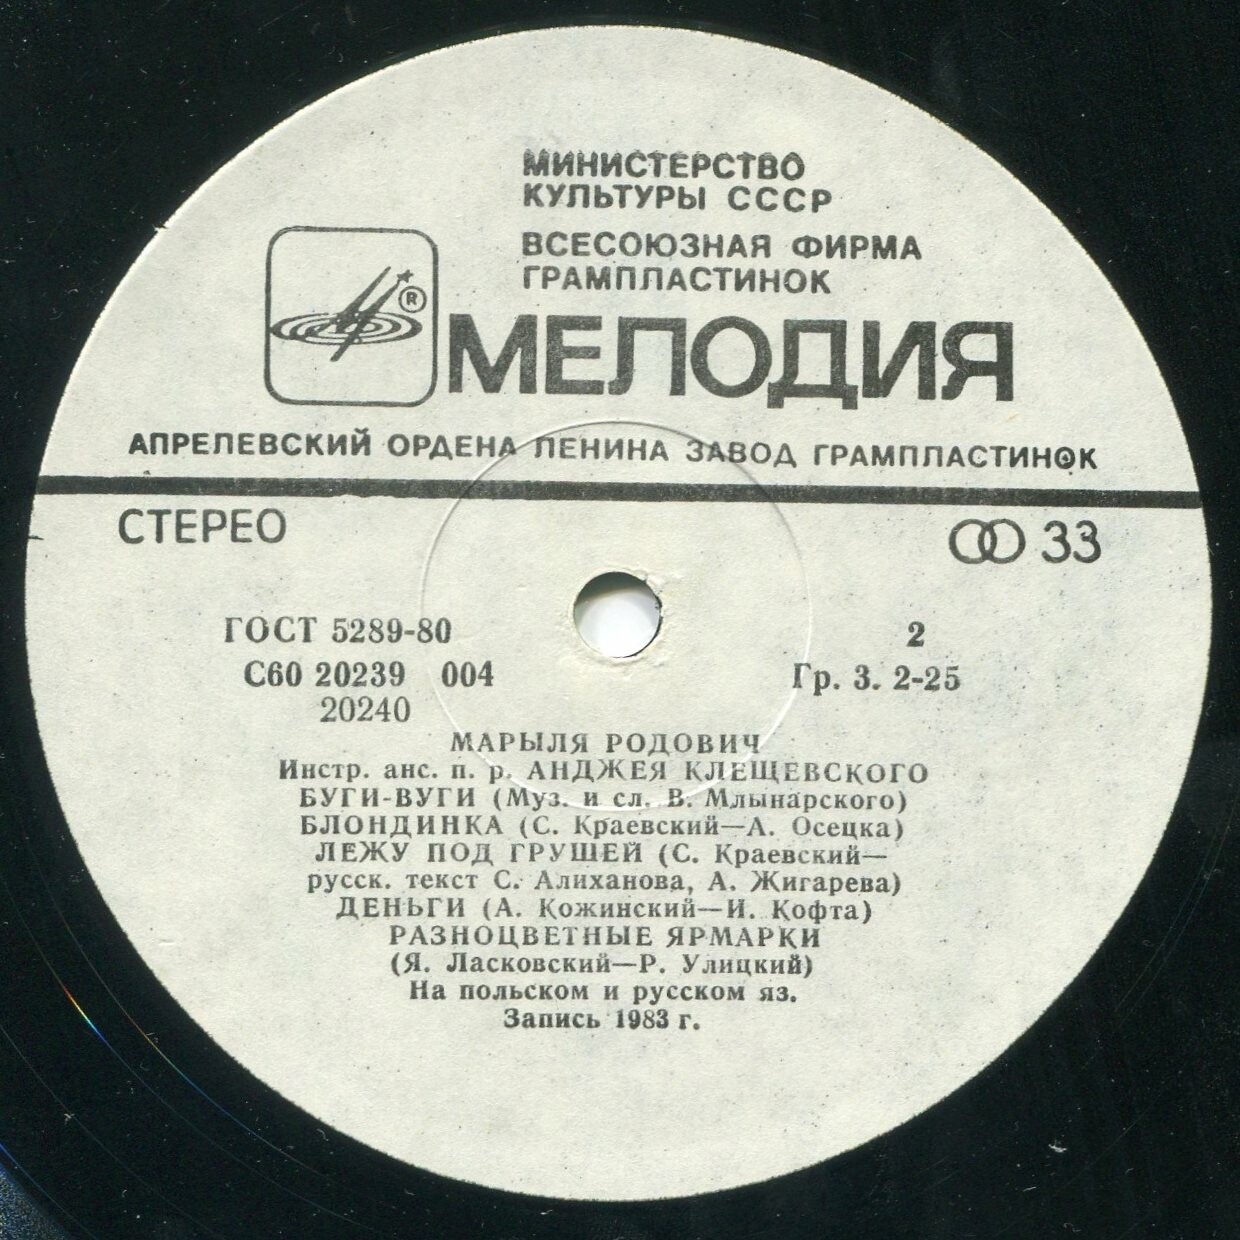 МИНИСТЕРСТВО
КУЛЬТУРЫ СССР
ВСЕСОЮЗНАЯ ФИРМА
ГРАМПЛАСТИНОК
®
МЕЛОДИЯ
АПРЕЛЕВСКИЙ ОРДЕНА ЛЕНИНА ЗАВОД ГРАМПЛАСТИНОК
СТЕРЕО
33
ГОСТ 5289-80
2
С60 20239 004
Гр. 3. 2-25
20240
МАРЫЛЯ РОДОВИЧ
Инстр. анс. п. р. АНДЖЕЯ КЛЕЩЕВСКОГО
БУГИ-ВУГИ (Муз. и сл. В. Млынарского)
БЛОНДИНКА (С. Краевский—А. Осецка)
ЛЕЖУ ПОД ГРУШЕЙ (С. Краевский—
русск. текст С. Алиханова, А. Жигарева)
ДЕНЬГИ (А. Кожинский—И. Кофта)
РАЗНОЦВЕТНЫЕ ЯРМАРКИ
(Я. Ласковский—Р. Улицкий)
На польском и русском яз.
Запись 1983 г.